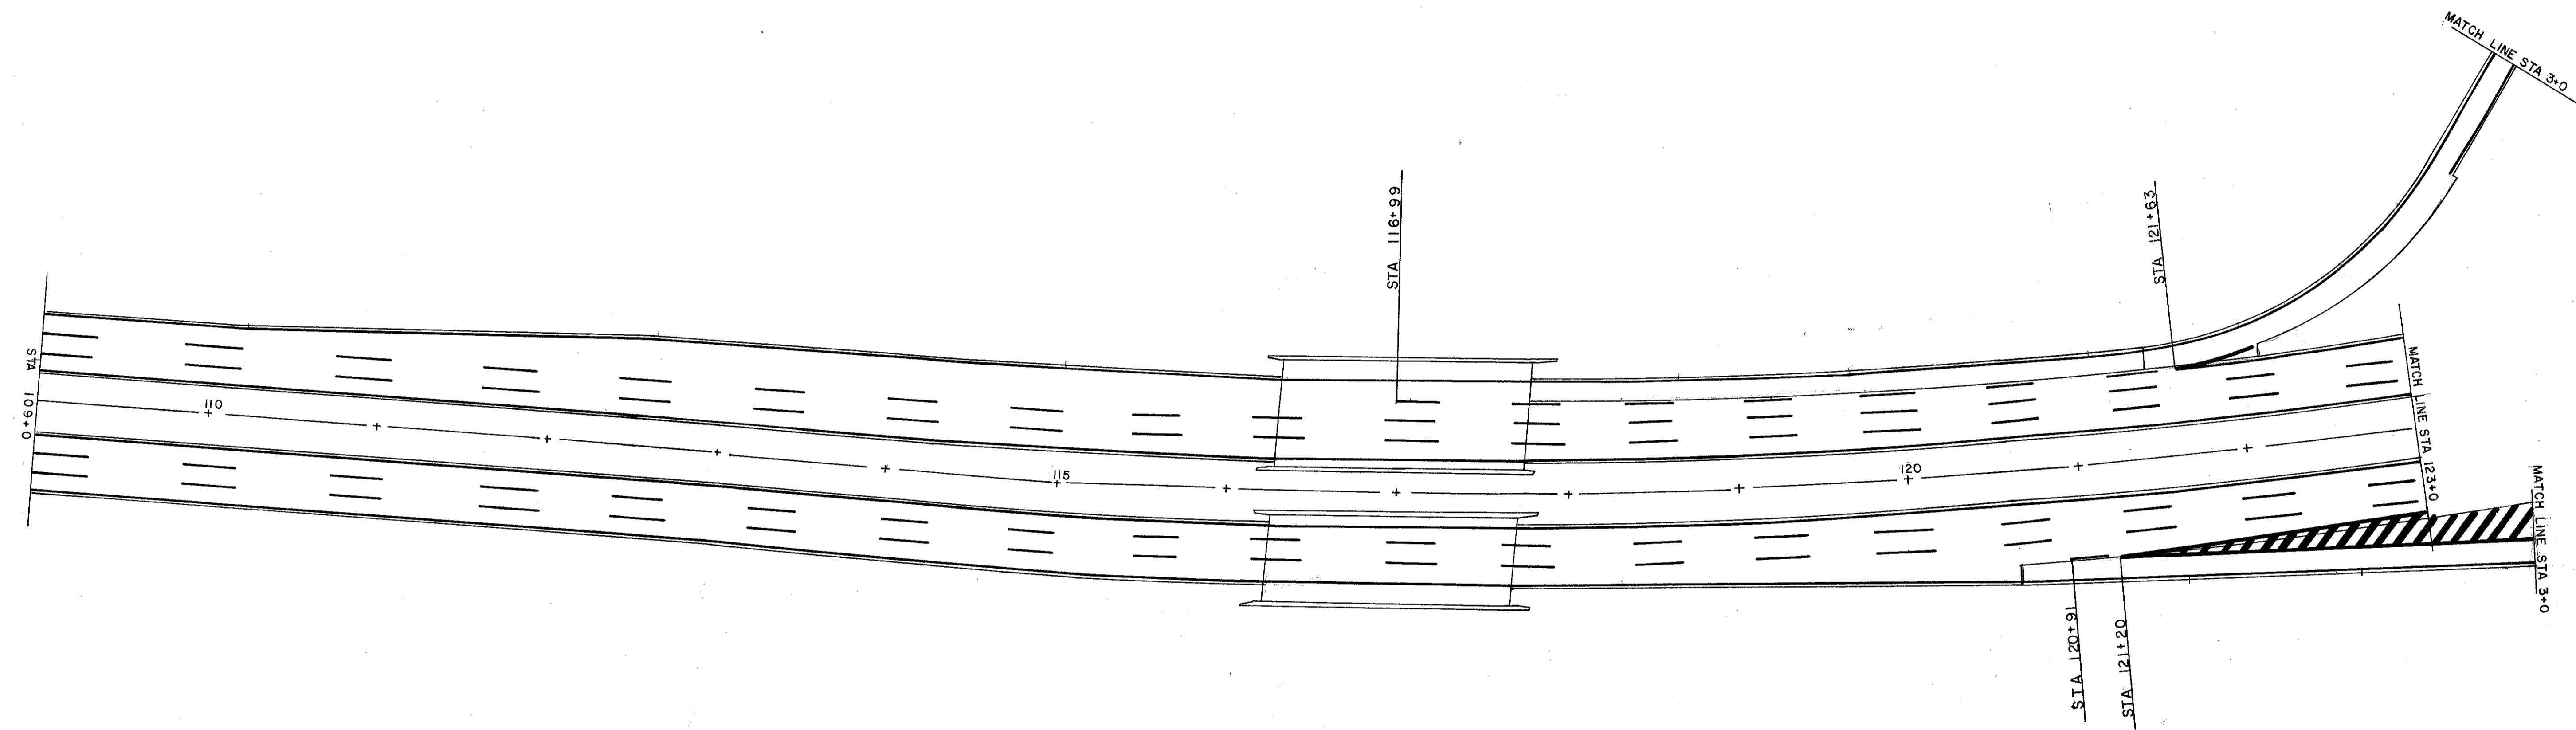 MATCH LINE STA 3+0
STA 116+99
STA 121+63
STA 109+0
110
115
120
MATCH LINE STA 123+0
MATCH LINE STA 3+0
STA 120+91
STA 121+20